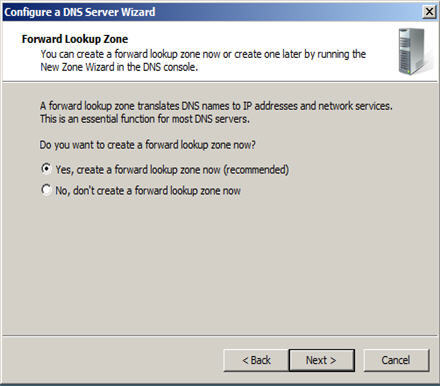 Configure a DNS Server Wizard
Forward Lookup Zone
You can create a forward lookup zone now or create one later by running the
New Zone Wizard in the DNS console.
A forward lookup zone translates DNS names to IP addresses and network services.
This is an essential function for most DNS servers.
Do you want to create a forward lookup zone now?
Yes, create a forward lookup zone now (recommended)
No, don't create a forward lookup zone now
< Back
Next >
Cancel